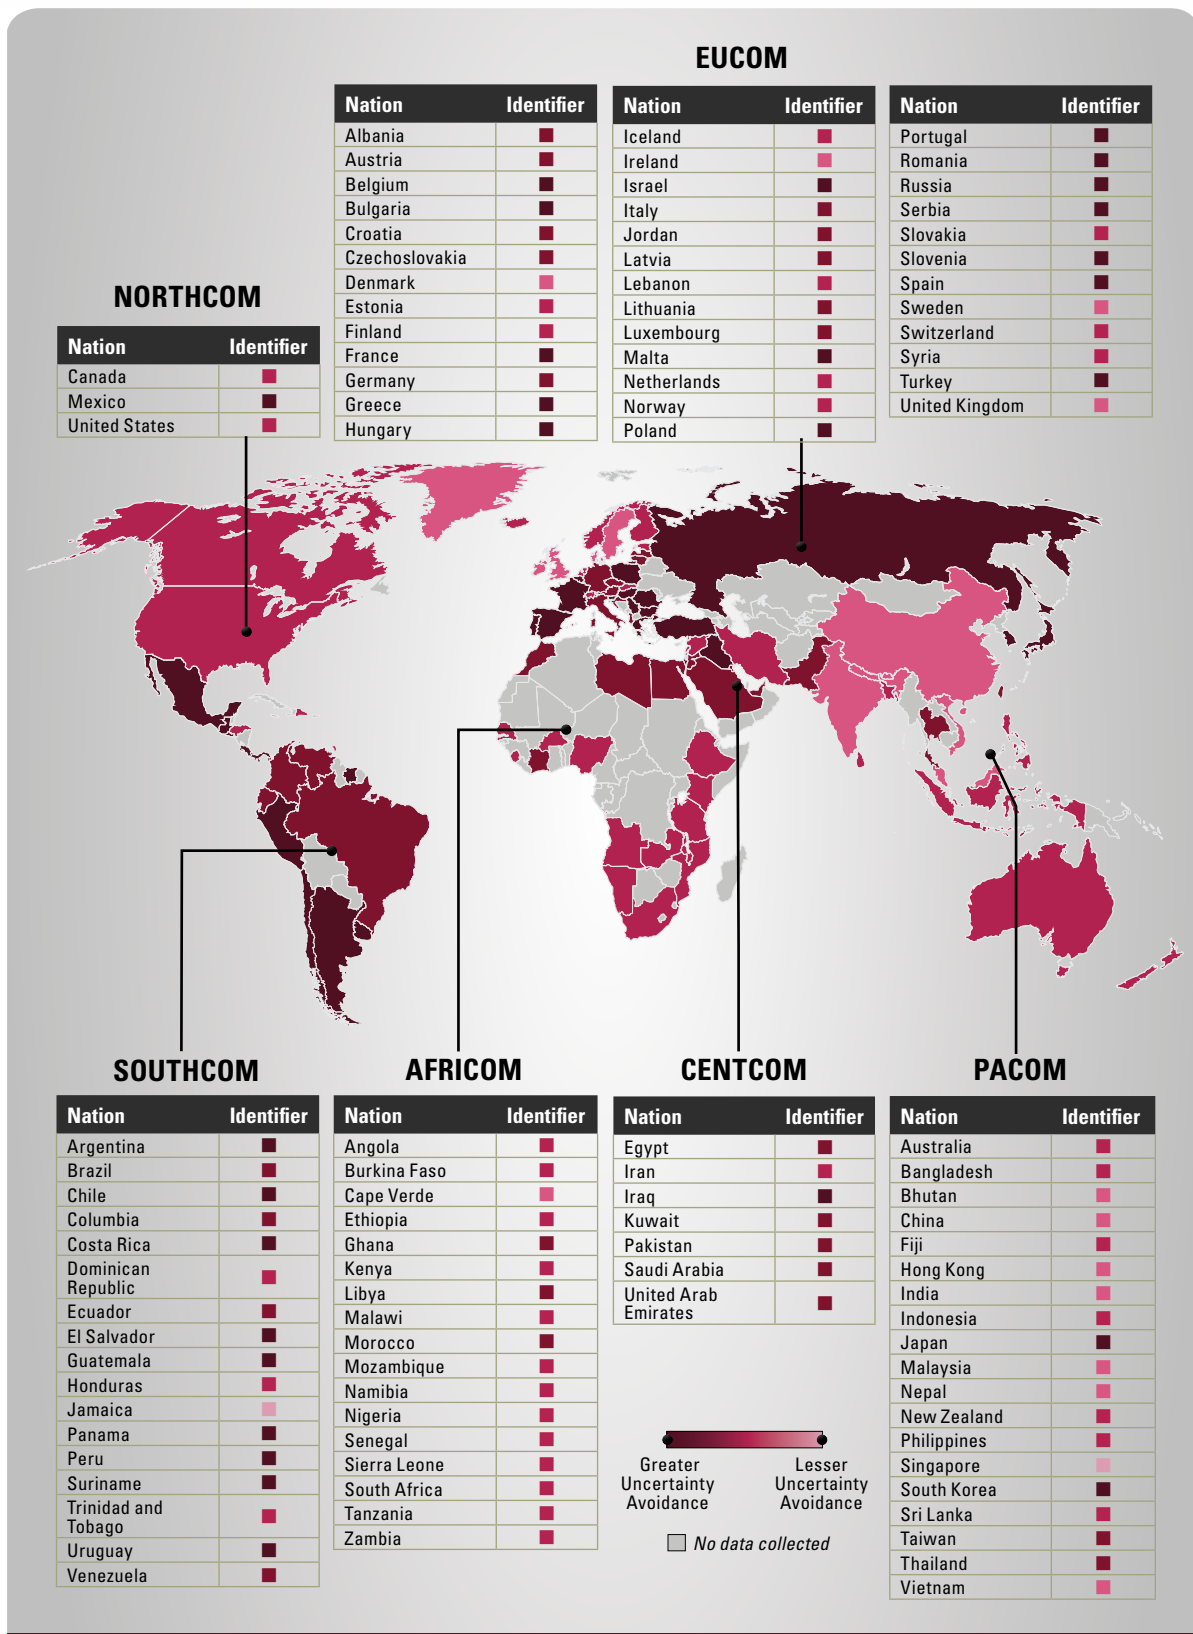 EUCOM
Nation Identifier
Albania
Austria
Belgium
Bulgaria
Croatia
Czechoslovakia
Denmark
Estonia
Finland
France
Germany
Greece
Hungary
Nation Identifier
Iceland
Ireland
Israel
Italy
Jordan
Latvia
Lebanon
Lithuania
Luxembourg
Malta
Netherlands
Norway
Poland
Nation Identifier
Portugal
Romania
Russia
Serbia
Slovakia
Slovenia
Spain
Sweden
Switzerland
Syria
Turkey
United Kingdom
NORTHCOM
Nation Identifier
Canada
Mexico
United States
SOUTHCOM
Nation Identifier
Argentina
Brazil
Chile
Columbia
Costa Rica
Dominican
Republic
Ecuador
El Salvador
Guatemala
Honduras
Jamaica
Panama
Peru
Suriname
Trinidad and
Tobago
Uruguay
Venezuela
AFRICOM
Nation Identifier
Angola
Burkina Faso
Cape Verde
Ethiopia
Ghana
Kenya
Libya
Malawi
Morocco
Mozambique
Namibia
Nigeria
Senegal
Sierra Leone
South Africa
Tanzania
Zambia
CENTCOM
Nation Identifier
Egypt
Iran
Iraq
Kuwait
Pakistan
Saudi Arabia
United Arab
Emirates
PACOM
Nation Identifier
Australia
Bangladesh
Bhutan
China
Fiji
Hong Kong
India
Indonesia
Japan
Malaysia
Nepal
New Zealand
Philippines
Singapore
South Korea
Sri Lanka
Taiwan
Thailand
Vietnam
Greater
Uncertainty
Avoidance
Lesser
Uncertainty
Avoidance
No data collected